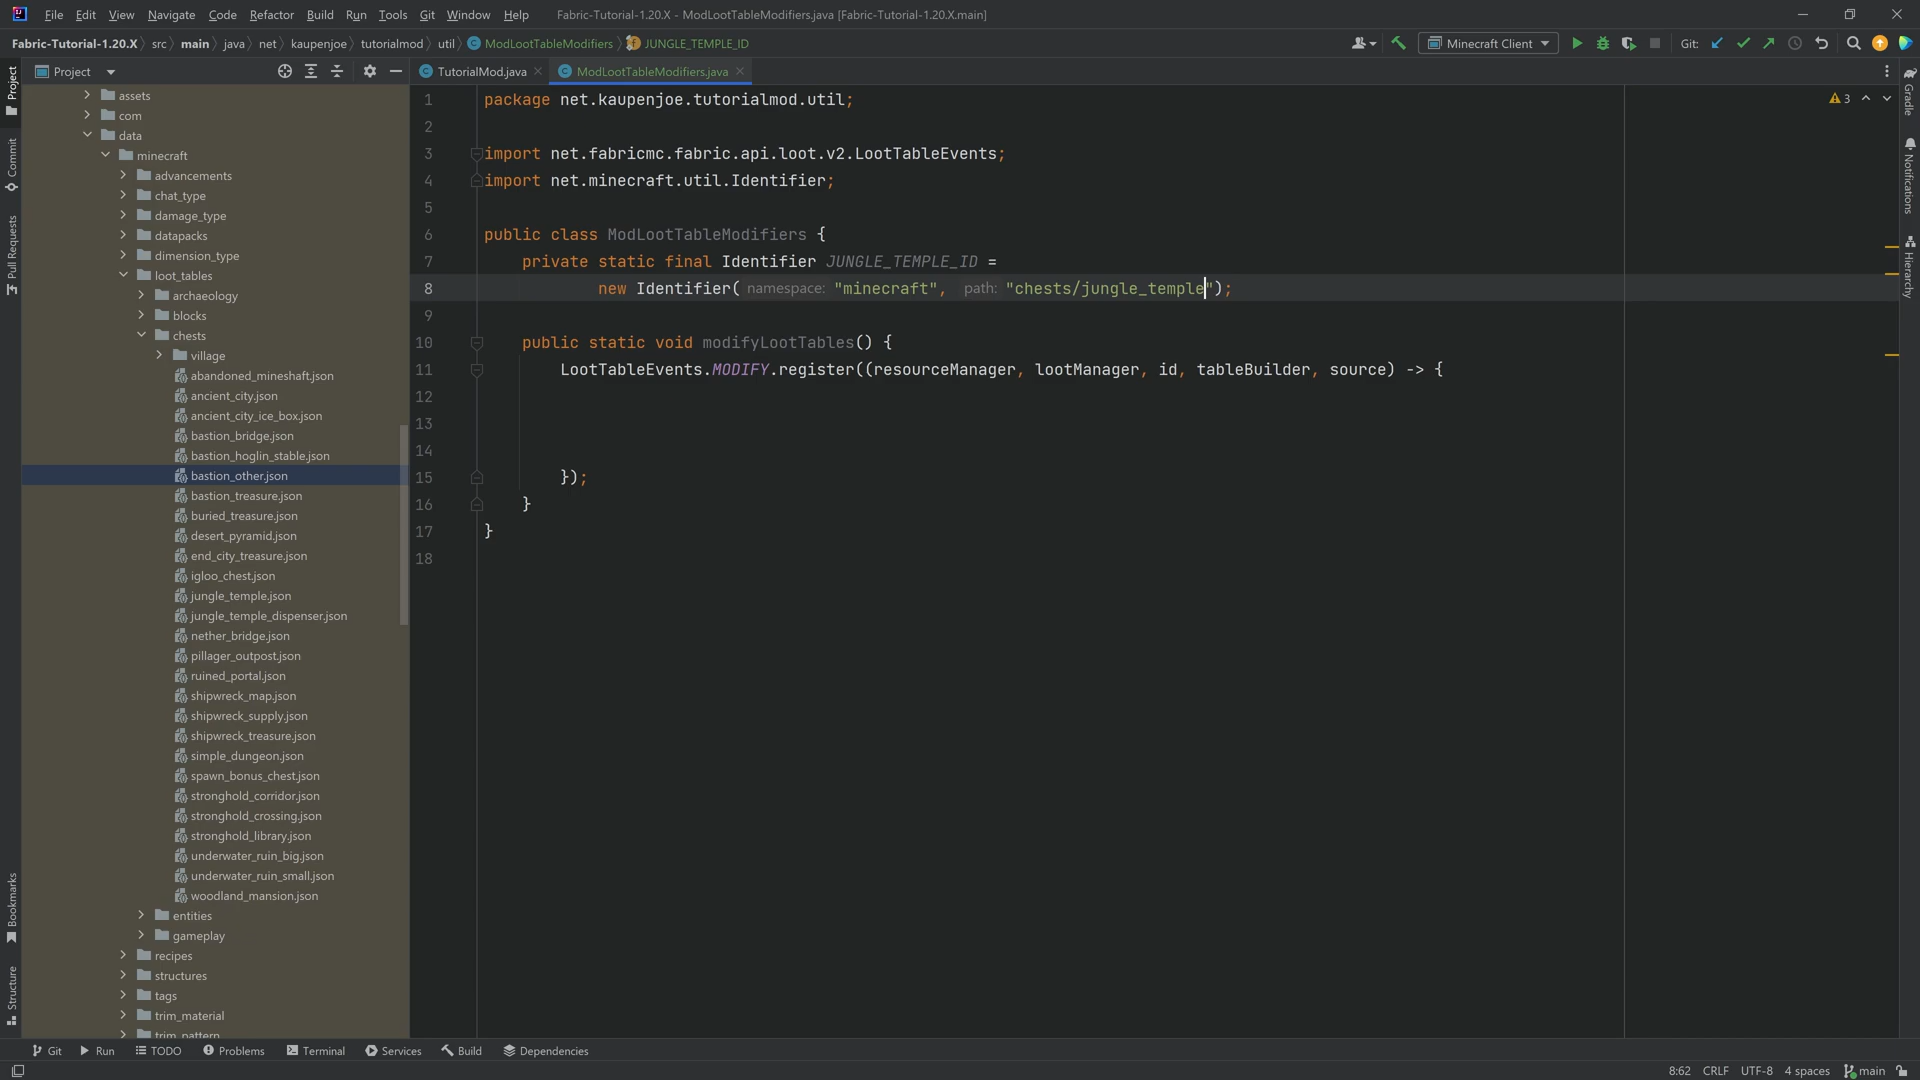 File Edit View Navigate Code Refactor Build Run Tools Git Window Help Fabric-Tutorial-1.20.X - ModLootTableModifiers.java [Fabric-Tutorial-1.20.X.main]
Fabric-Tutorial-1.20.X src main java net kaupenjoe tutorialmod util ModLootTableModifiers JUNGLE_TEMPLE_ID Minecraft Client Git:
Project
TutorialMod.java ModLootTableModifiers.java
Project
Commit
Pull Requests
Bookmarks
Structure
assets
com
data
minecraft
advancements
chat_type
damage_type
datapacks
dimension_type
loot_tables
archaeology
blocks
chests
village
abandoned_mineshaft.json
ancient_city.json
ancient_city_ice_box.json
bastion_bridge.json
bastion_hoglin_stable.json
bastion_other.json
bastion_treasure.json
buried_treasure.json
desert_pyramid.json
end_city_treasure.json
igloo_chest.json
jungle_temple.json
jungle_temple_dispenser.json
nether_bridge.json
pillager_outpost.json
ruined_portal.json
shipwreck_map.json
shipwreck_supply.json
shipwreck_treasure.json
simple_dungeon.json
spawn_bonus_chest.json
stronghold_corridor.json
stronghold_crossing.json
stronghold_library.json
underwater_ruin_big.json
underwater_ruin_small.json
woodland_mansion.json
entities
gameplay
recipes
structures
tags
trim_material
trim_pattern
1 package net.kaupenjoe.tutorialmod.util;
2
3 import net.fabricmc.fabric.api.loot.v2.LootTableEvents;
4 import net.minecraft.util.Identifier;
5
6 public class ModLootTableModifiers {
7 private static final Identifier JUNGLE_TEMPLE_ID =
8 new Identifier( namespace: "minecraft", path: "chests/jungle_temple");
9
10 public static void modifyLootTables() {
11 LootTableEvents.MODIFY.register((resourceManager, lootManager, id, tableBuilder, source) -> {
12
13
14
15 });
16 }
17 }
18
3
Gradle
Notifications
Hierarchy
Git Run TODO Problems Terminal Services Build Dependencies
8:62 CRLF UTF-8 4 spaces main